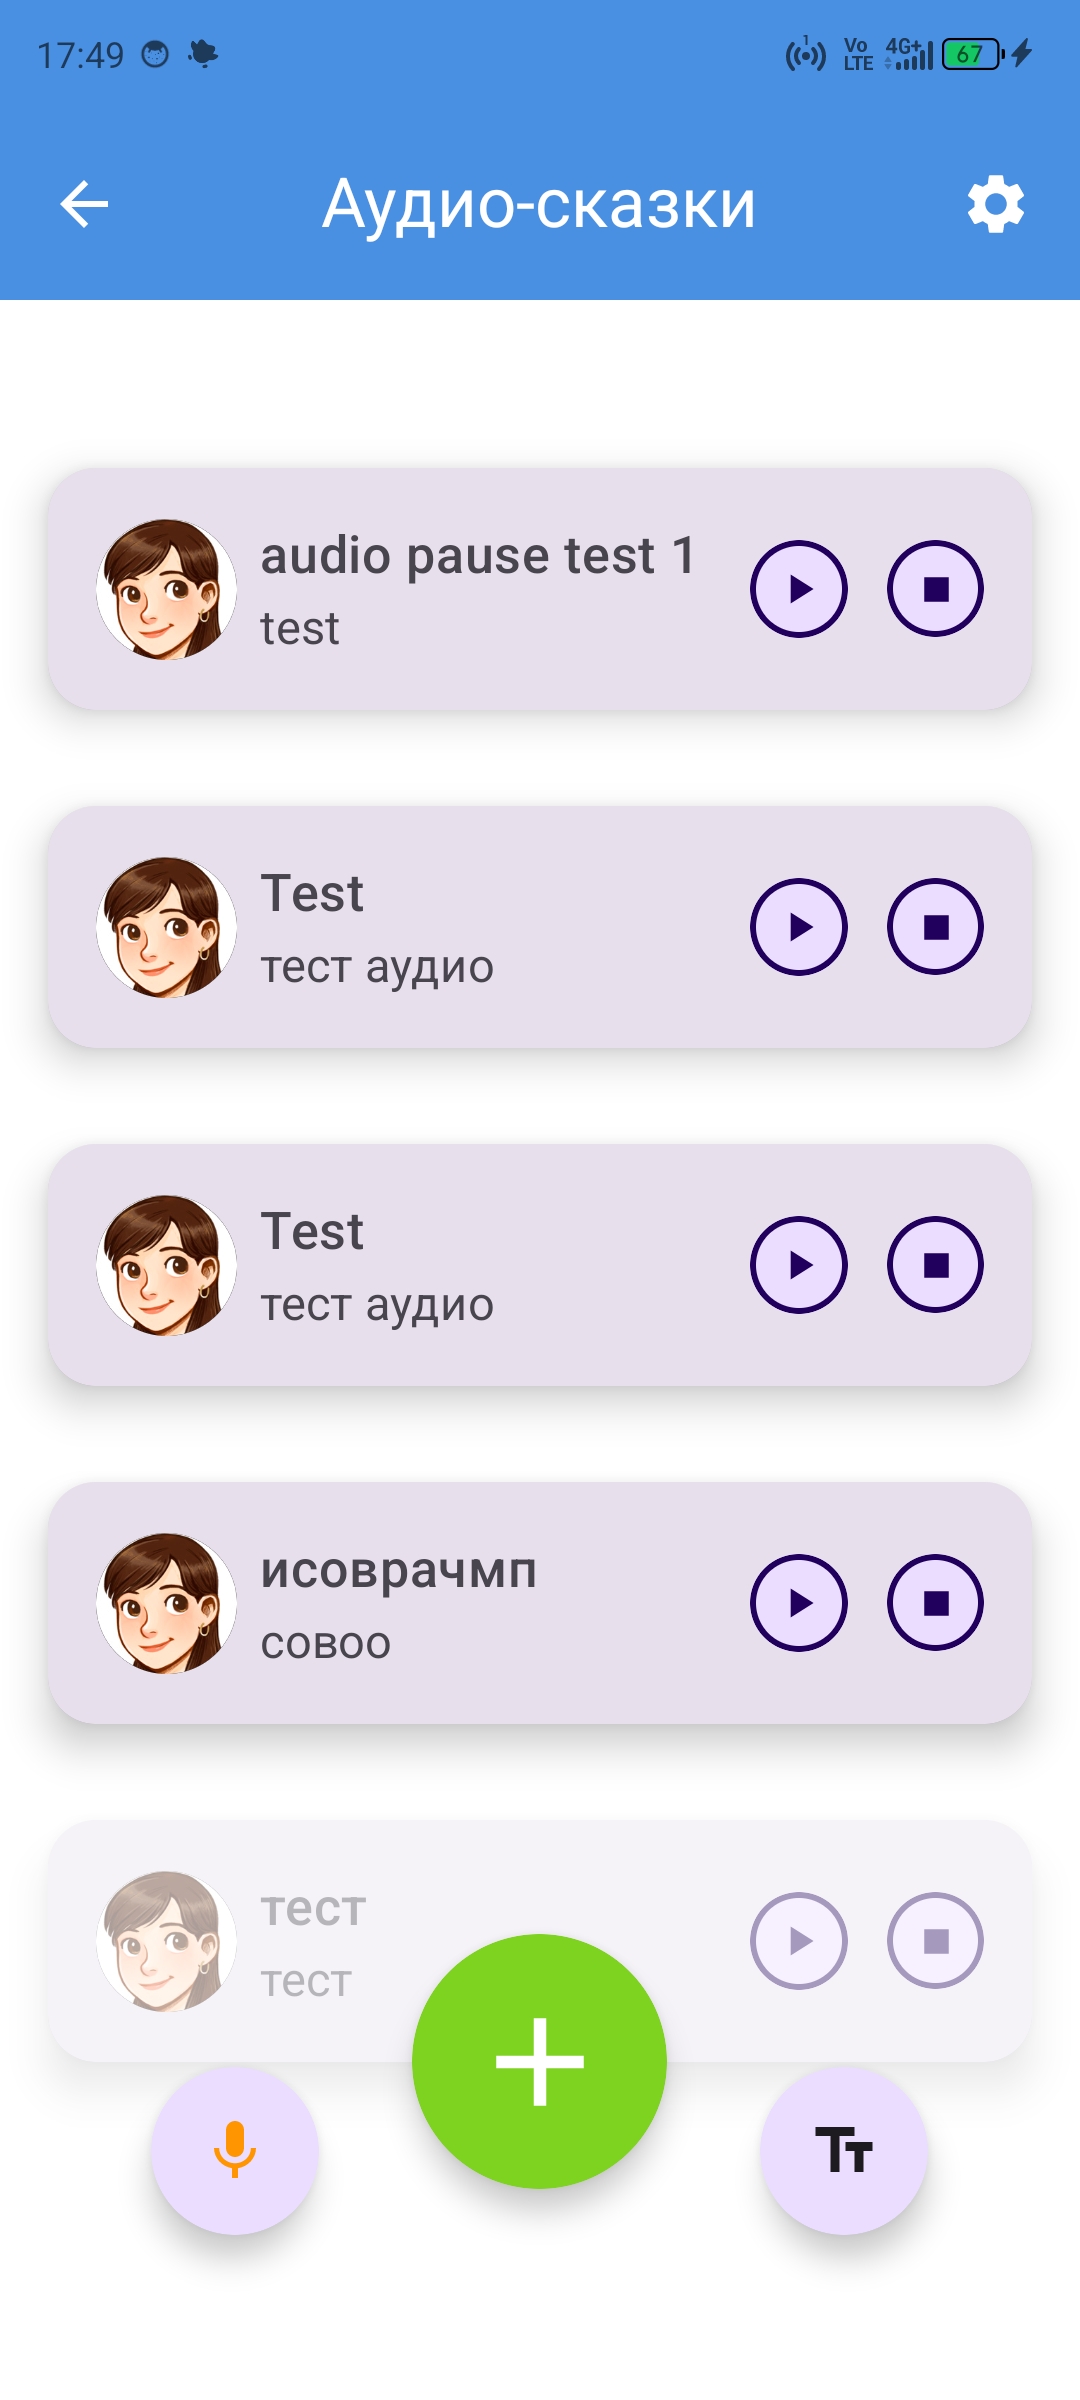 17:49
1
Vo
LTE
4G+
67
Аудио-сказки
audio pause test 1
test
Test
тест аудио
Test
тест аудио
исоврачмп
совоо
тест
тест
Tт